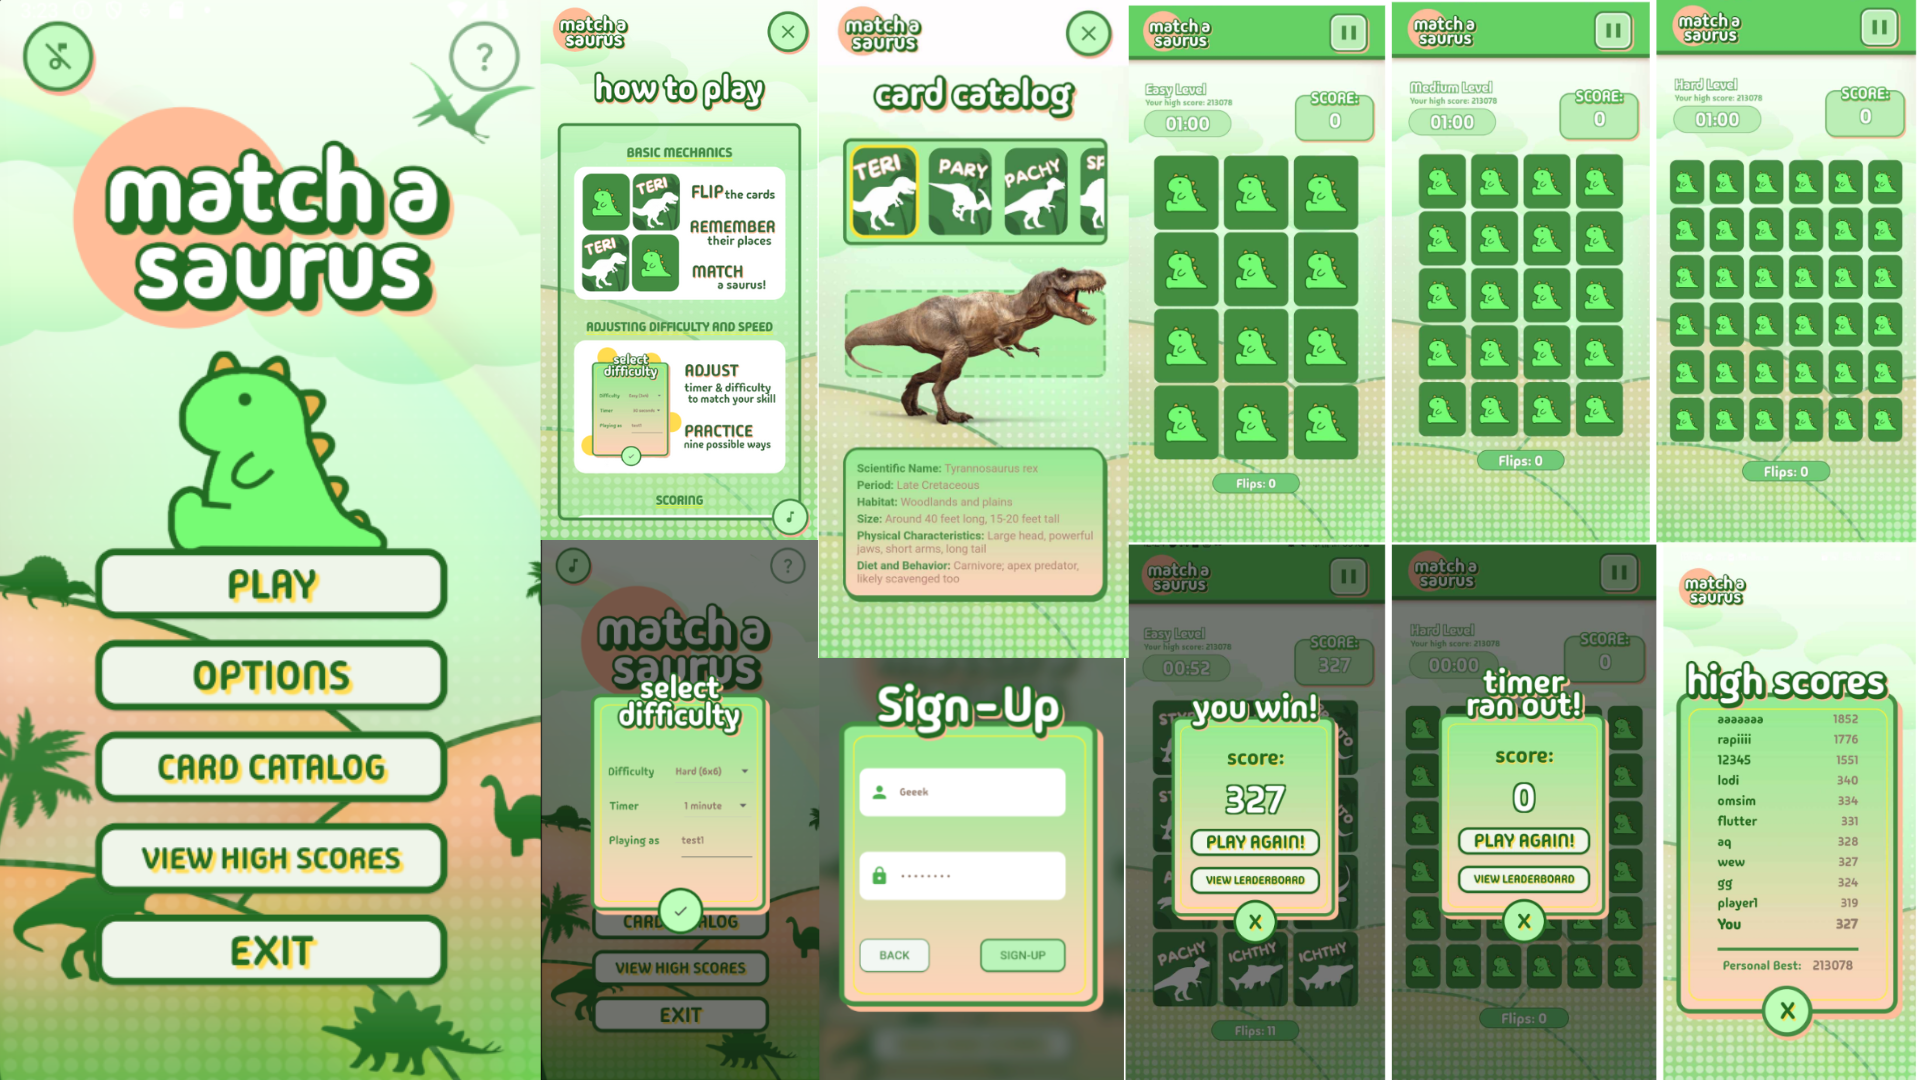 ?
match a
saurus
PLAY
OPTIONS
CARD CATALOG
VIEW HIGH SCORES
EXIT
match a
saurus
how to play
BASIC MECHANICS
TERI
TERI
FLIP the cards
REMEMBER
their places
MATCH
a saurus!
ADJUSTING DIFFICULTY AND SPEED
select
difficulty
Difficulty
Timer
Playing as
ADJUST
timer & difficulty
to match your skill
PRACTICE
nine possible ways
SCORING
?
match a
saurus
select
difficulty
Difficulty Hard (6x6)
Timer 1 minute
Playing as test1
CARD CATALOG
VIEW HIGH SCORES
EXIT
match a
saurus
card catalog
TERI
PARY
PACHY
SP
Scientific Name: Tyrannosaurus rex
Period: Late Cretaceous
Habitat: Woodlands and plains
Size: Around 40 feet long, 15-20 feet tall
Physical Characteristics: Large head, powerful
jaws, short arms, long tail
Diet and Behavior: Carnivore; apex predator,
likely scavenged too
Sign-Up
Geeek
BACK
SIGN-UP
match a
saurus
Easy Level
Your high score: 213078
01:00
SCORE:
0
Flips: 0
match a
saurus
Medium Level
Your high score: 213078
01:00
SCORE:
0
Flips: 0
match a
saurus
Hard Level
Your high score: 213078
01:00
SCORE:
0
Flips: 0
match a
saurus
Easy Level
Your high score: 213078
00:52
SCORE:
327
you win!
score:
327
PLAY AGAIN!
VIEW LEADERBOARD
X
PACHY
ICHTHY
ICHTHY
Flips: 11
match a
saurus
Hard Level
Your high score: 213078
00:00
SCORE:
0
timer
ran out!
score:
0
PLAY AGAIN!
VIEW LEADERBOARD
X
Flips: 0
match a
saurus
high scores
aaaaaaa 1852
rapiiii 1776
12345 1551
lodi 340
omsim 334
flutter 331
aq 328
wew 327
gg 324
player1 319
You 327
Personal Best: 213078
X